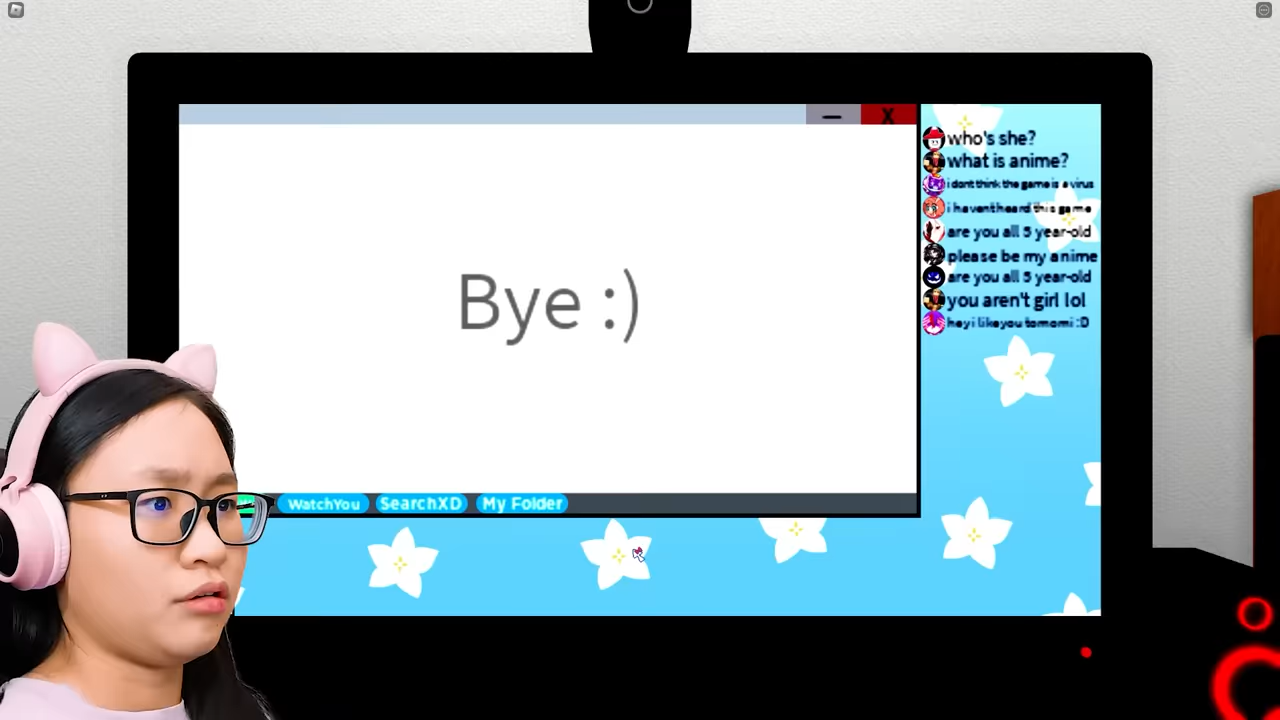 X
who's she?
what is anime?
i dont think the game is a virus
i havent heard this game
are you all 5 year-old
please be my anime
are you all 5 year-old
you aren't girl lol
hey i like you tomomi :D
Bye :)
WatchYou
SearchXD
My Folder